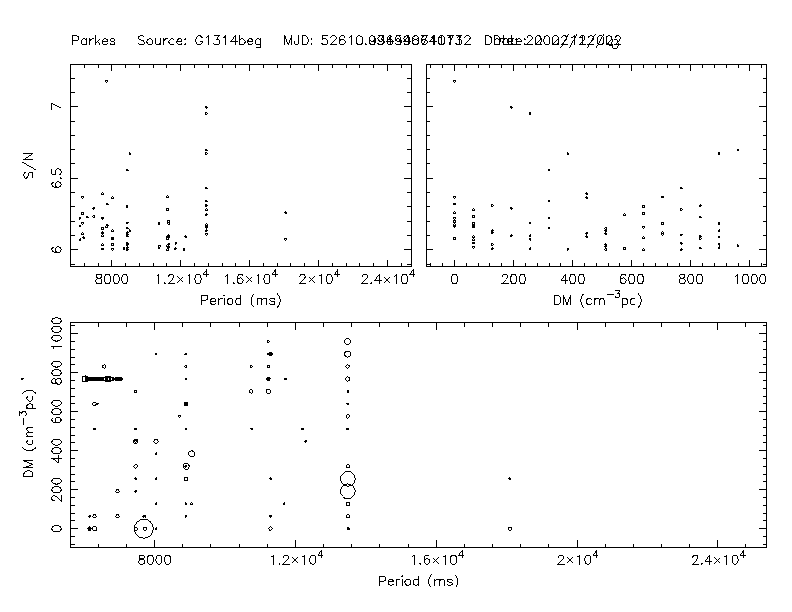 Parkes Source: G1314beg MJD:
7
6.5
6
S/N
8000 1.2×10⁴ 1.6×10⁴ 2×10⁴ 2.4×10⁴
Period (ms)
0 200 400 600 800 1000
DM (cm⁻³pc)
1000
800
600
400
200
0
DM (cm⁻³pc)
8000 1.2×10⁴ 1.6×10⁴ 2×10⁴ 2.4×10⁴
Period (ms)